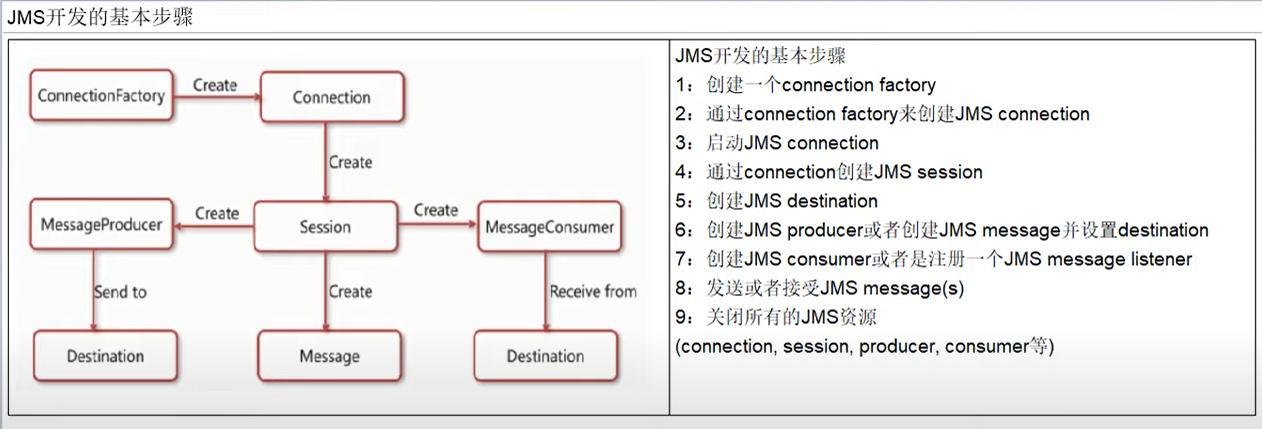 JMS开发的基本步骤
ConnectionFactory
Create
Connection
Create
MessageProducer
Create
Session
Create
MessageConsumer
Send to
Create
Receive from
Destination
Message
Destination
JMS开发的基本步骤
1：创建一个connection factory
2：通过connection factory来创建JMS connection
3：启动JMS connection
4：通过connection创建JMS session
5：创建JMS destination
6：创建JMS producer或者创建JMS message并设置destination
7：创建JMS consumer或者是注册一个JMS message listener
8：发送或者接受JMS message(s)
9：关闭所有的JMS资源
(connection, session, producer, consumer等)